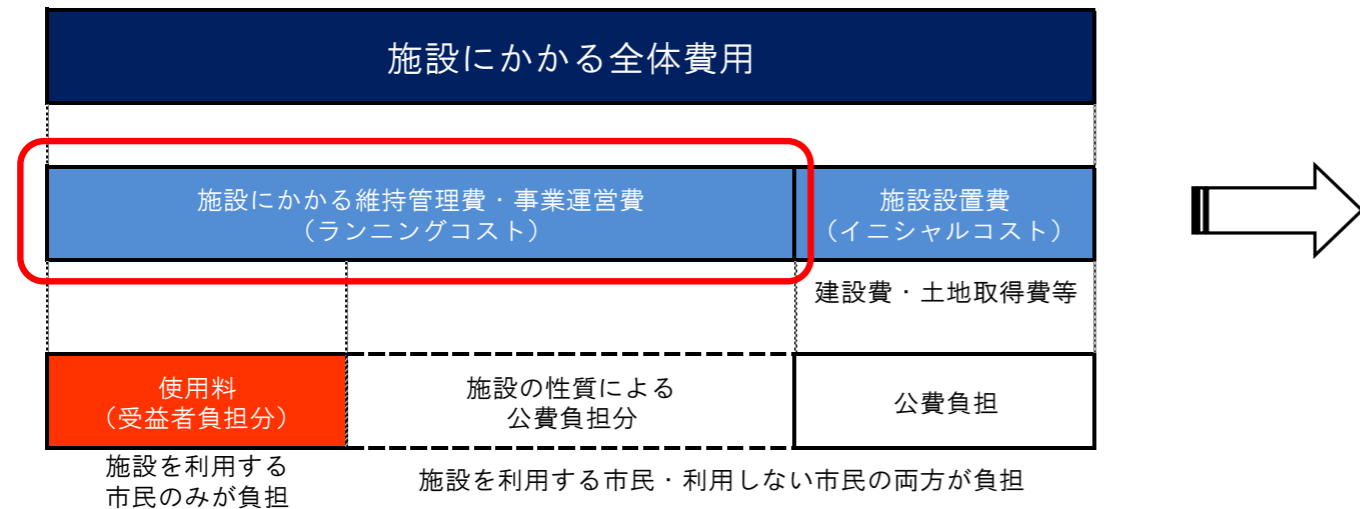 施設にかかる全体費用
施設にかかる維持管理費・事業運営費
（ランニングコスト）
施設設置費
（イニシャルコスト）
建設費・土地取得費等
使用料
（受益者負担分）
施設の性質による
公費負担分
公費負担
施設を利用する
市民のみが負担
施設を利用する市民・利用しない市民の両方が負担